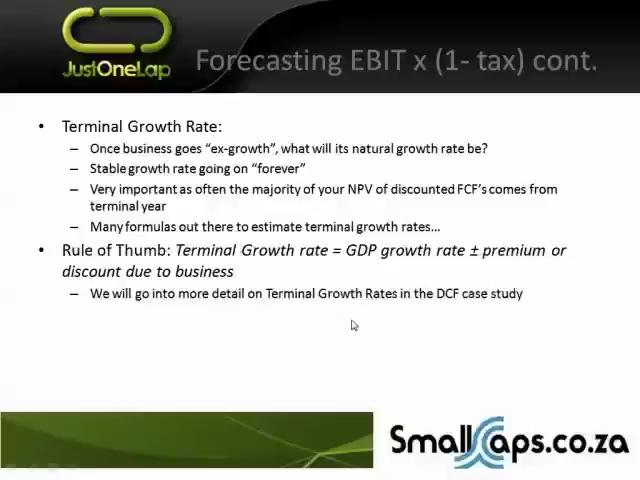 JustOneLap
Forecasting EBIT x (1- tax) cont.
• Terminal Growth Rate:
– Once business goes "ex-growth", what will its natural growth rate be?
– Stable growth rate going on "forever"
– Very important as often the majority of your NPV of discounted FCF's comes from
terminal year
– Many formulas out there to estimate terminal growth rates…
• Rule of Thumb: Terminal Growth rate = GDP growth rate ± premium or
discount due to business
– We will go into more detail on Terminal Growth Rates in the DCF case study
SmallCaps.co.za